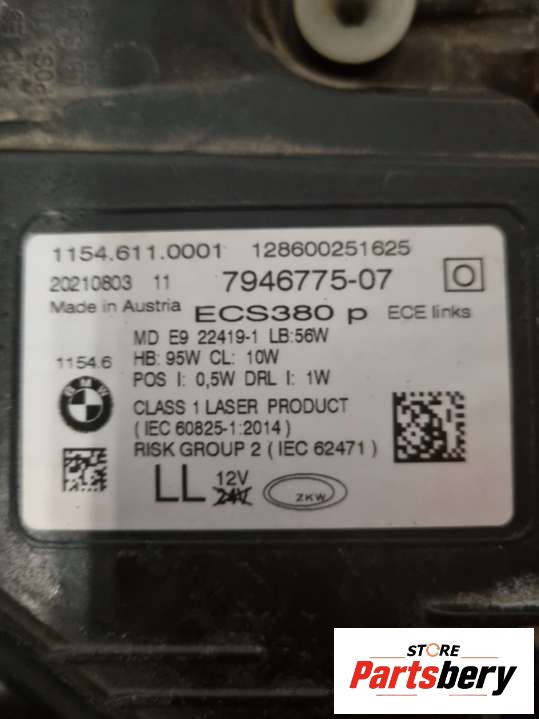 1154.611.0001 128600251625
20210803 11 7946775-07 O
Made in Austria ECS380 p ECE links
MD E9 22419-1 LB:56W
1154.6 HB: 95W CL: 10W
POS I: 0,5W DRL I: 1W
BMW
CLASS 1 LASER PRODUCT
(IEC 60825-1:2014)
RISK GROUP 2 (IEC 62471)
LL 12V
24V ZKW
STORE
Partsbery